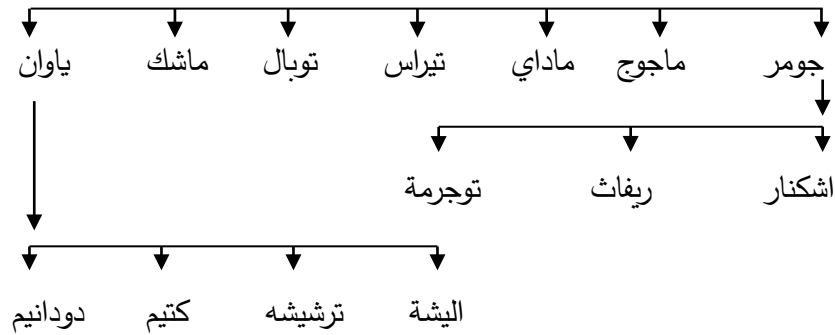 جومر ماجوج ماداي تيراس توبال ماشك ياوان
اشكنار ريفاث توجرمة
اليشة ترشيشه كتيم دودانيم